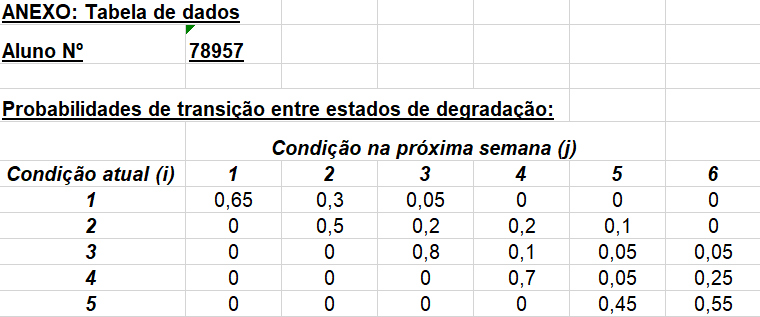 ANEXO: Tabela de dados
Aluno Nº 78957
Probabilidades de transição entre estados de degradação:
Condição na próxima semana (j)
Condição atual (i) 1 2 3 4 5 6
1 0,65 0,3 0,05 0 0 0
2 0 0,5 0,2 0,2 0,1 0
3 0 0 0,8 0,1 0,05 0,05
4 0 0 0 0,7 0,05 0,25
5 0 0 0 0 0,45 0,55